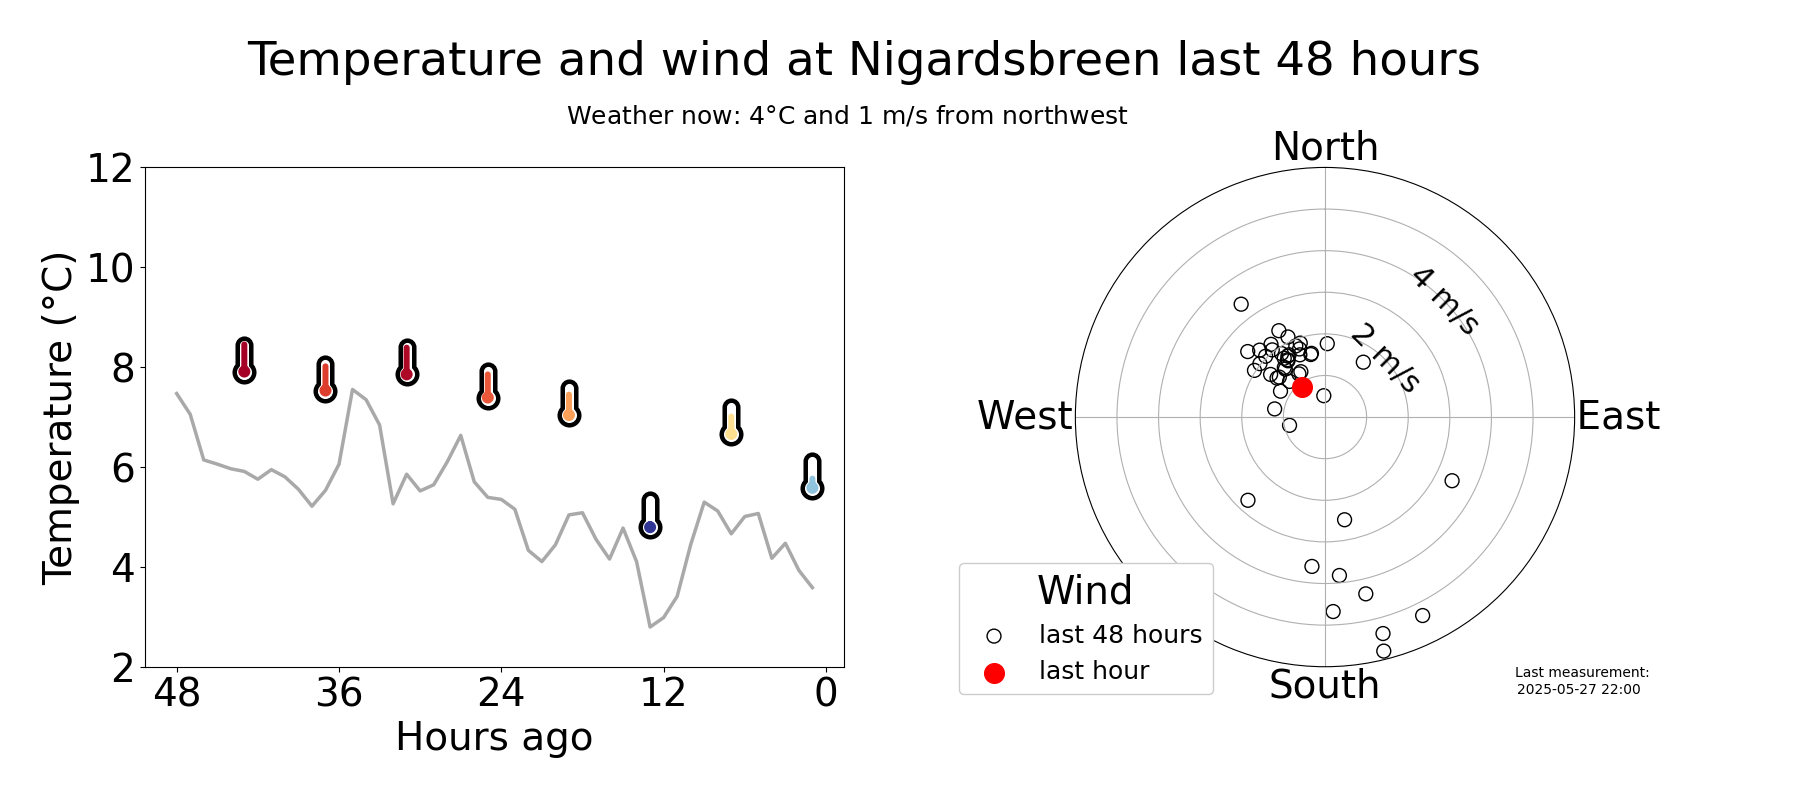 Temperature and wind at Nigardsbreen last 48 hours
Weather now: 4°C and 1 m/s from northwest
Temperature (°C)
12
10
8
6
4
2
48 36 24 12 0
Hours ago
North
West
East
South
4 m/s
2 m/s
Wind
last 48 hours
last hour
Last measurement:
2025-05-27 22:00